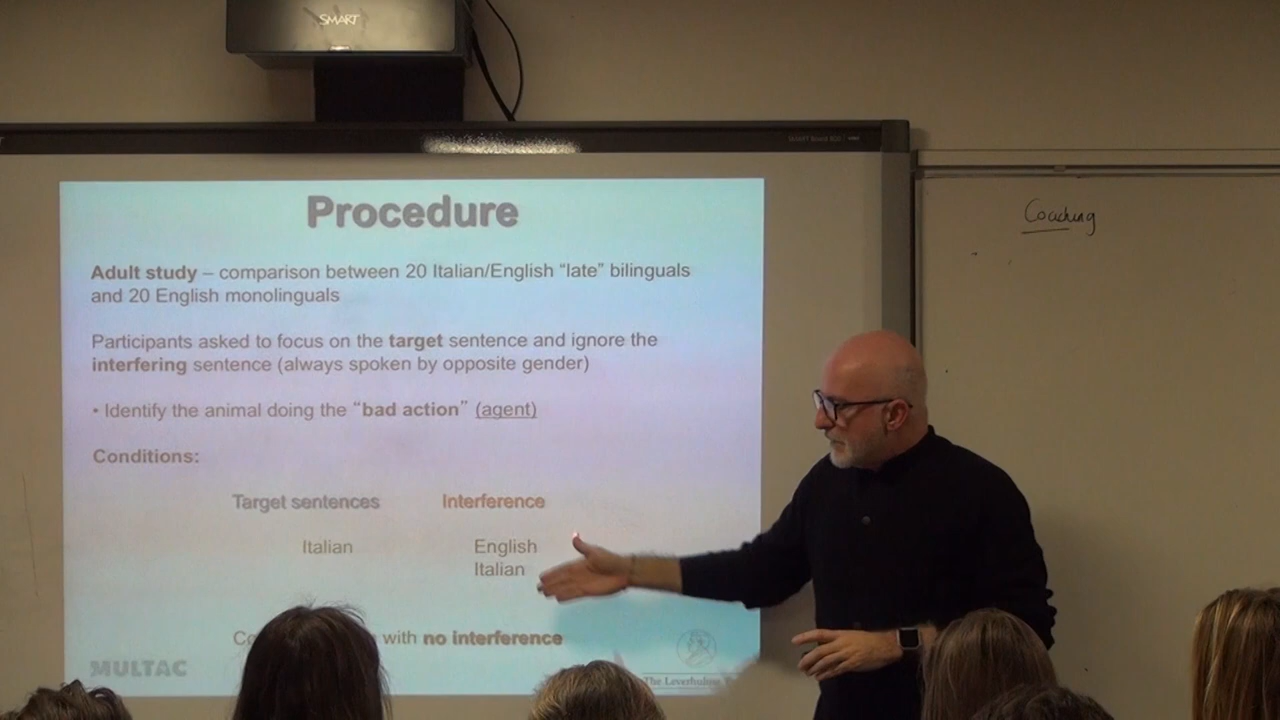 SMART
SMART Board
Procedure
Coaching
Adult study – comparison between 20 Italian/English “late” bilinguals
and 20 English monolinguals
Participants asked to focus on the target sentence and ignore the
interfering sentence (always spoken by opposite gender)
• Identify the animal doing the “bad action” (agent)
Conditions:
Target sentences Interference
Italian English
Italian
with no interference
MULTAC
The Leverhulme